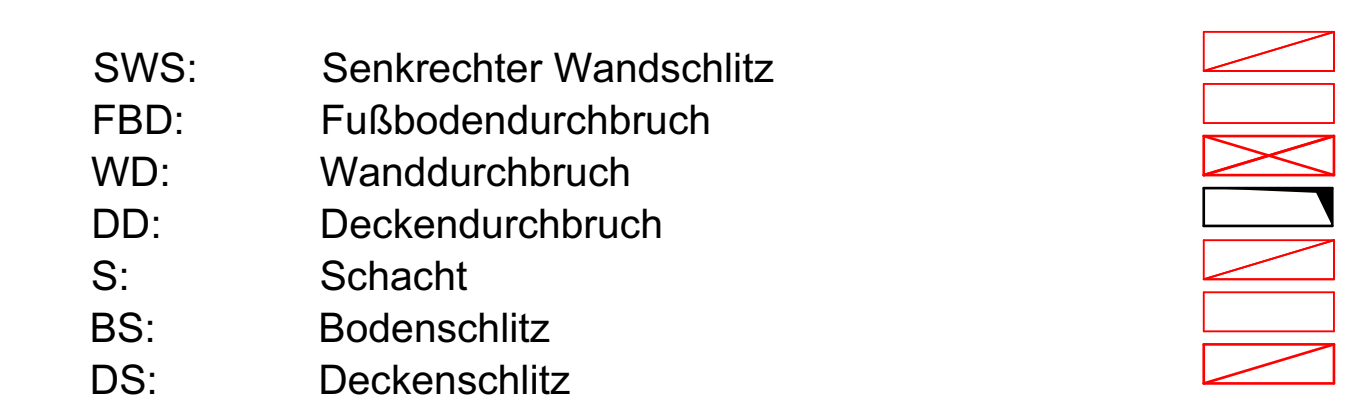 SWS: Senkrechter Wandschlitz
FBD: Fußbodendurchbruch
WD: Wanddurchbruch
DD: Deckendurchbruch
S: Schacht
BS: Bodenschlitz
DS: Deckenschlitz